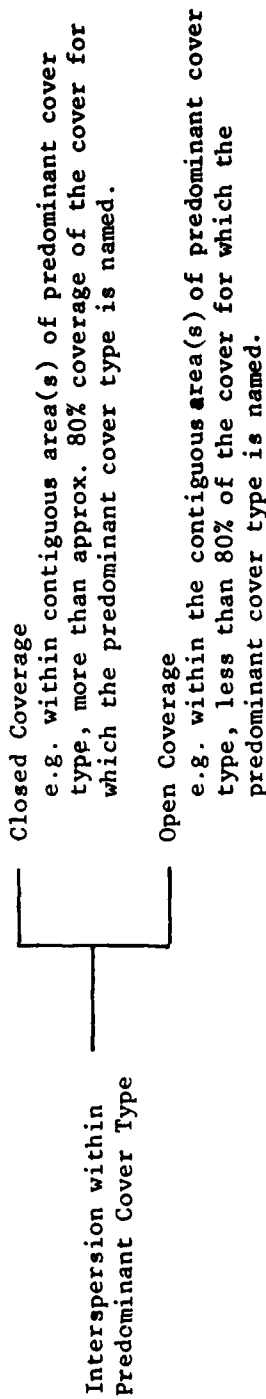 Interspersion within
Predominant Cover Type
Closed Coverage
e.g. within contiguous area(s) of predominant cover
type, more than approx. 80% coverage of the cover for
which the predominant cover type is named.
Open Coverage
e.g. within the contiguous area(s) of predominant cover
type, less than 80% of the cover for which the
predominant cover type is named.